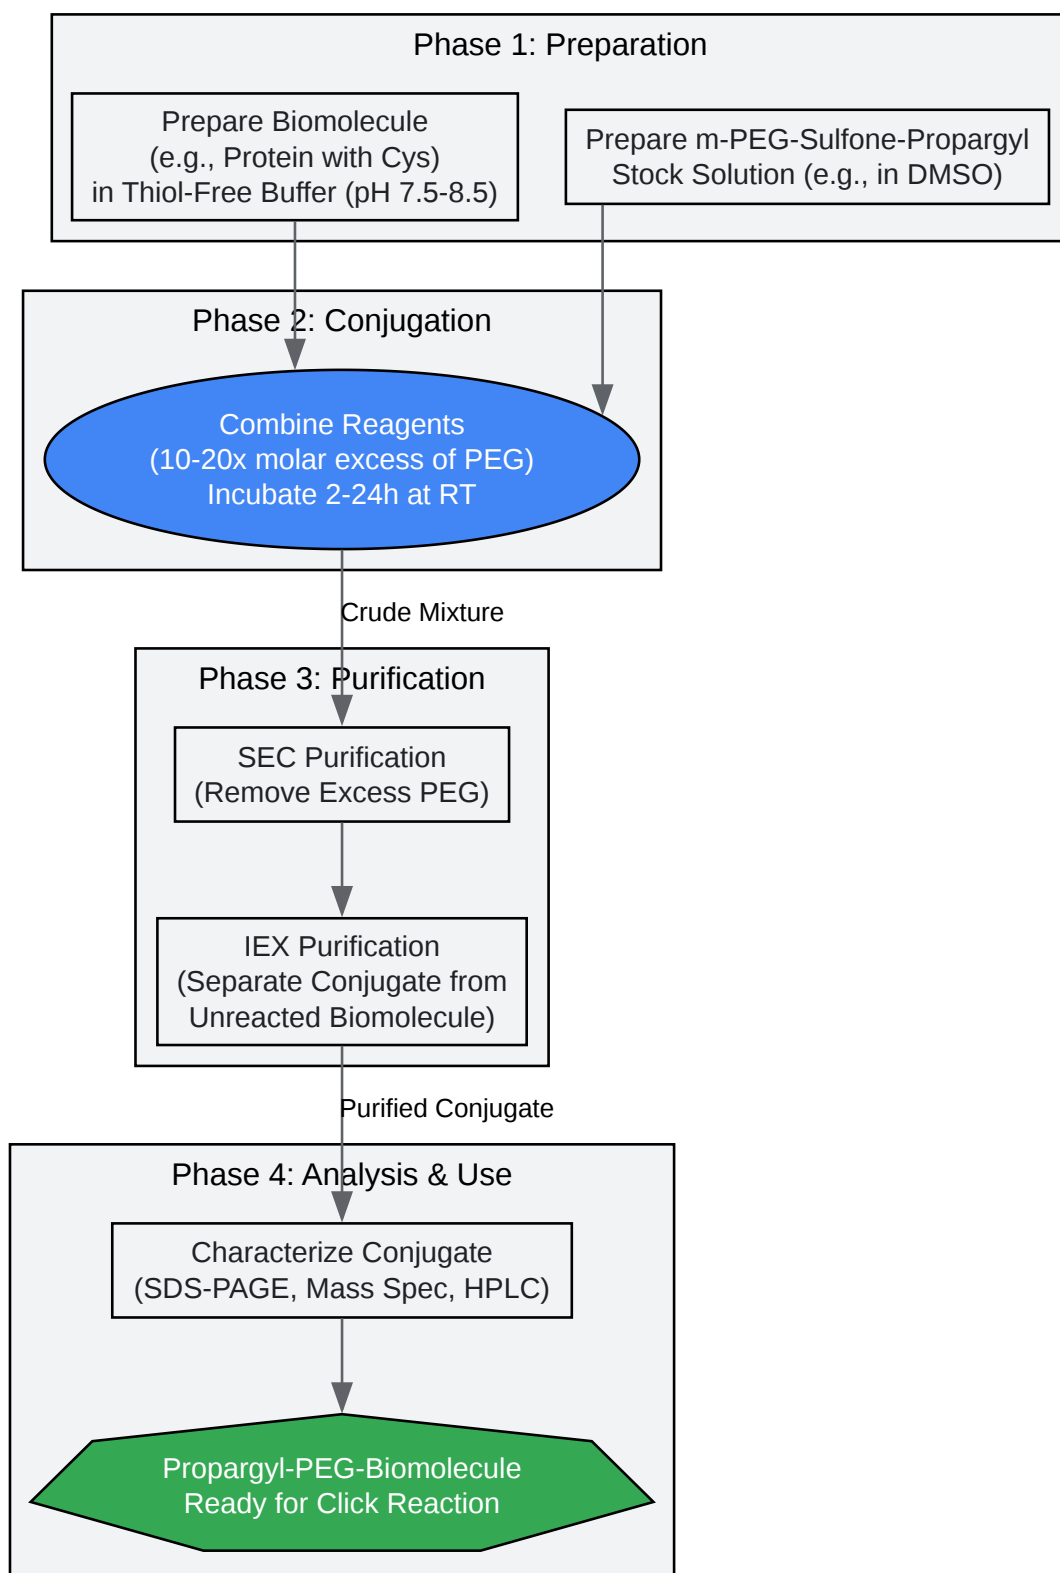 Phase 1: Preparation
Prepare Biomolecule
(e.g., Protein with Cys)
in Thiol-Free Buffer (pH 7.5-8.5)
Prepare m-PEG-Sulfone-Propargyl
Stock Solution (e.g., in DMSO)
Phase 2: Conjugation
Combine Reagents
(10-20x molar excess of PEG)
Incubate 2-24h at RT
Crude Mixture
Phase 3: Purification
SEC Purification
(Remove Excess PEG)
IEX Purification
(Separate Conjugate from
Unreacted Biomolecule)
Purified Conjugate
Phase 4: Analysis & Use
Characterize Conjugate
(SDS-PAGE, Mass Spec, HPLC)
Propargyl-PEG-Biomolecule
Ready for Click Reaction